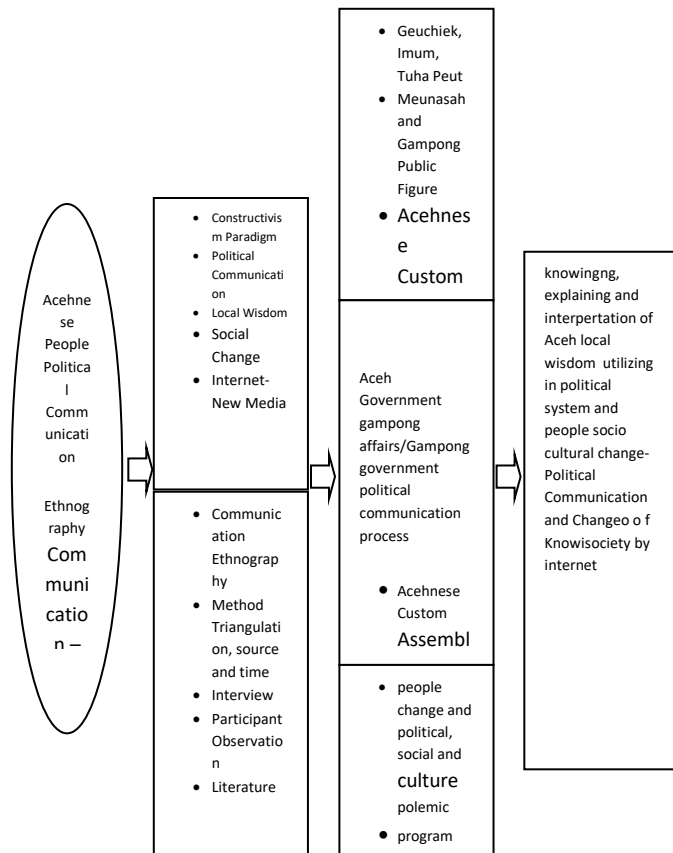 Acehne
se
People
Politica
l
Comm
unicati
on
Ethnog
raphy
Com
muni
catio
n –
• Constructivis
m Paradigm
• Political
Communicati
on
• Local Wisdom
• Social
Change
• Internet-
New Media
• Communic
ation
Ethnograp
hy
• Method
Triangulati
on, source
and time
• Interview
• Participant
Observatio
n
• Literature
• Geuchiek,
Imum,
Tuha Peut
• Meunasah
and
Gampong
Public
Figure
• Acehnes
e
Custom
Aceh
Government
gampong
affairs/Gampong
government
political
communication
process
• Acehnese
Custom
Assembl
• people
change and
political,
social and
culture
polemic
• program
knowingng,
explaining and
interpertation of
Aceh local
wisdom utilizing
in political
system and
people socio
cultural change-
Political
Communication
and Changeo o f
Knowisociety by
internet